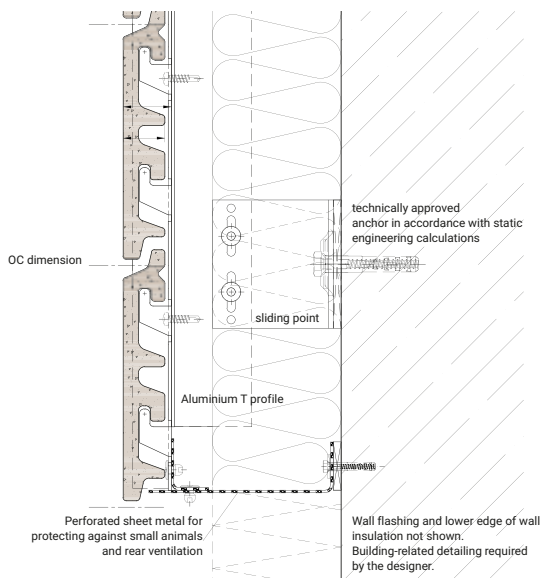 technically approved
anchor in accordance with static
engineering calculations
OC dimension
sliding point
Aluminium T profile
Perforated sheet metal for
protecting against small animals
and rear ventilation
Wall flashing and lower edge of wall
insulation not shown.
Building-related detailing required
by the designer.